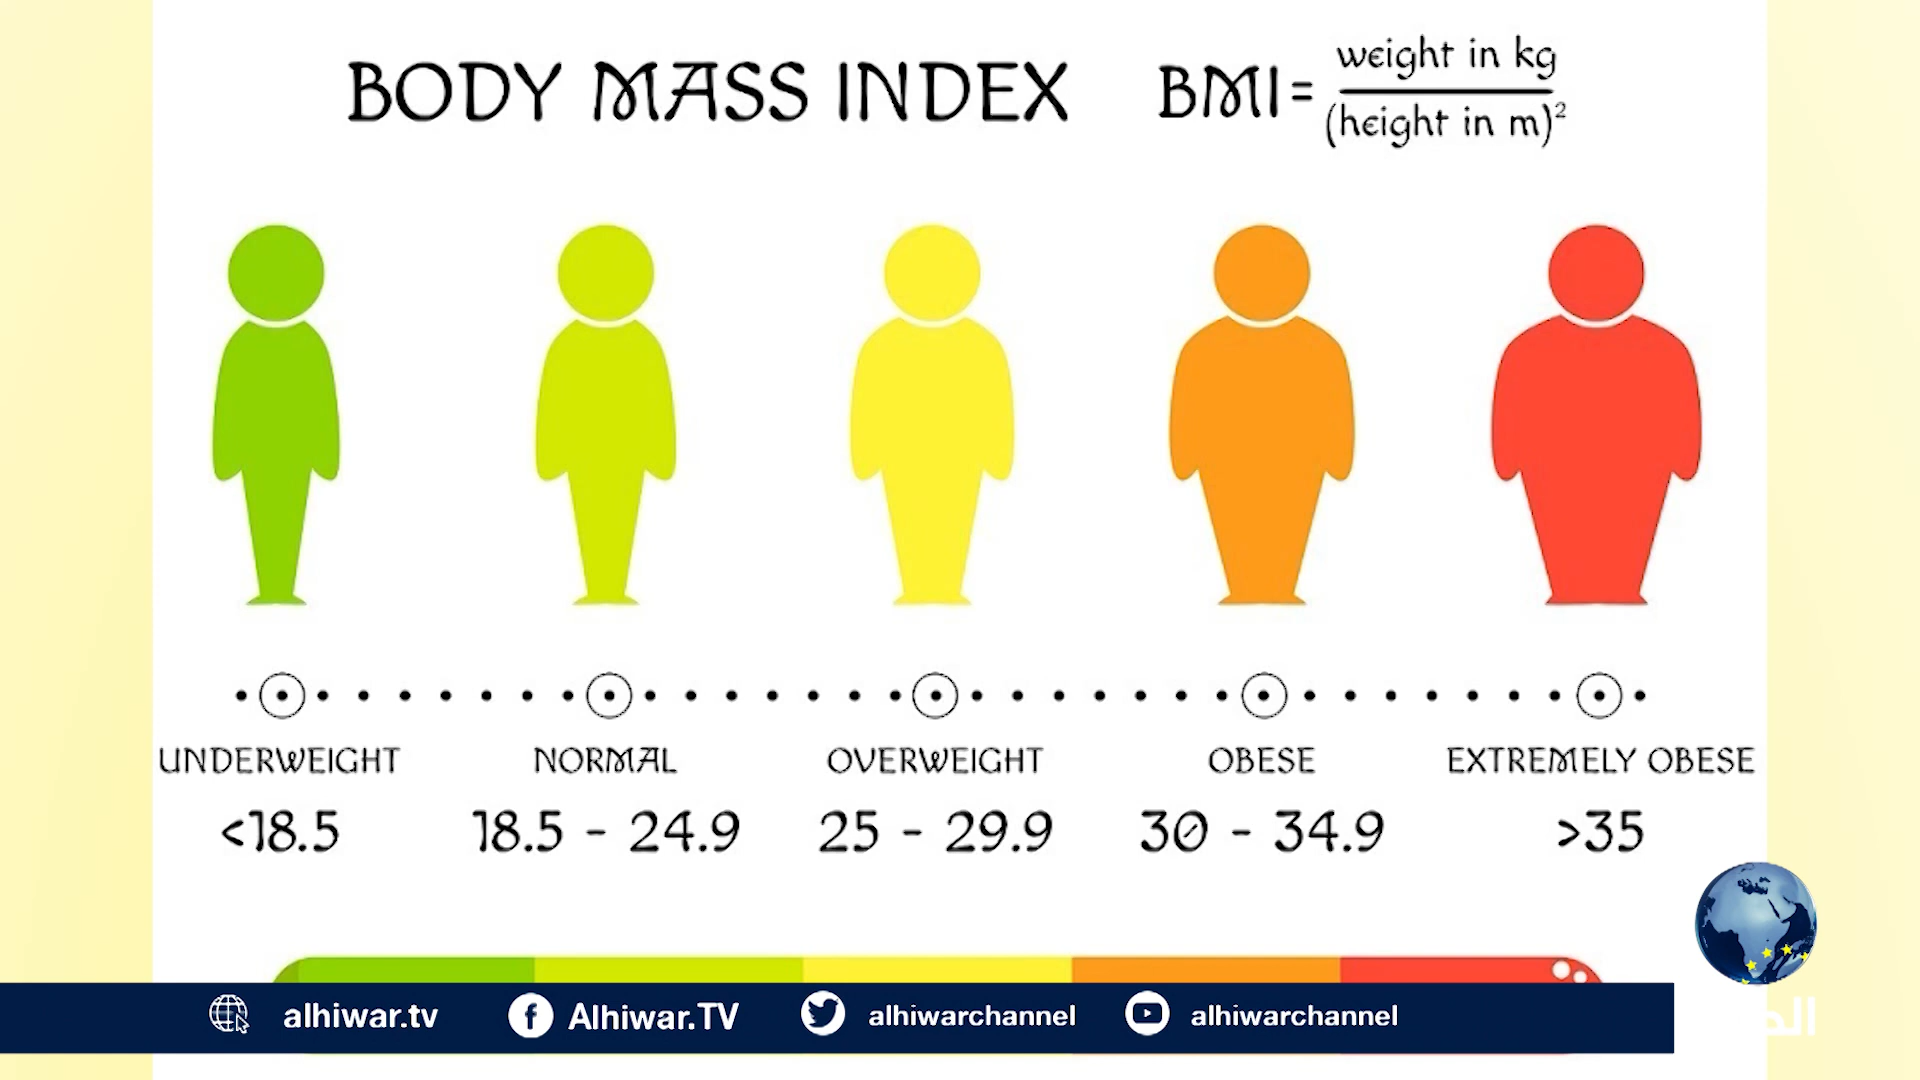 BODY MASS INDEX
BMI = weight in kg
(height in m)²
UNDERWEIGHT
<18.5
NORMAL
18.5 - 24.9
OVERWEIGHT
25 - 29.9
OBESE
30 - 34.9
EXTREMELY OBESE
>35
alhiwar.tv
Alhiwar.TV
alhiwarchannel
alhiwarchannel